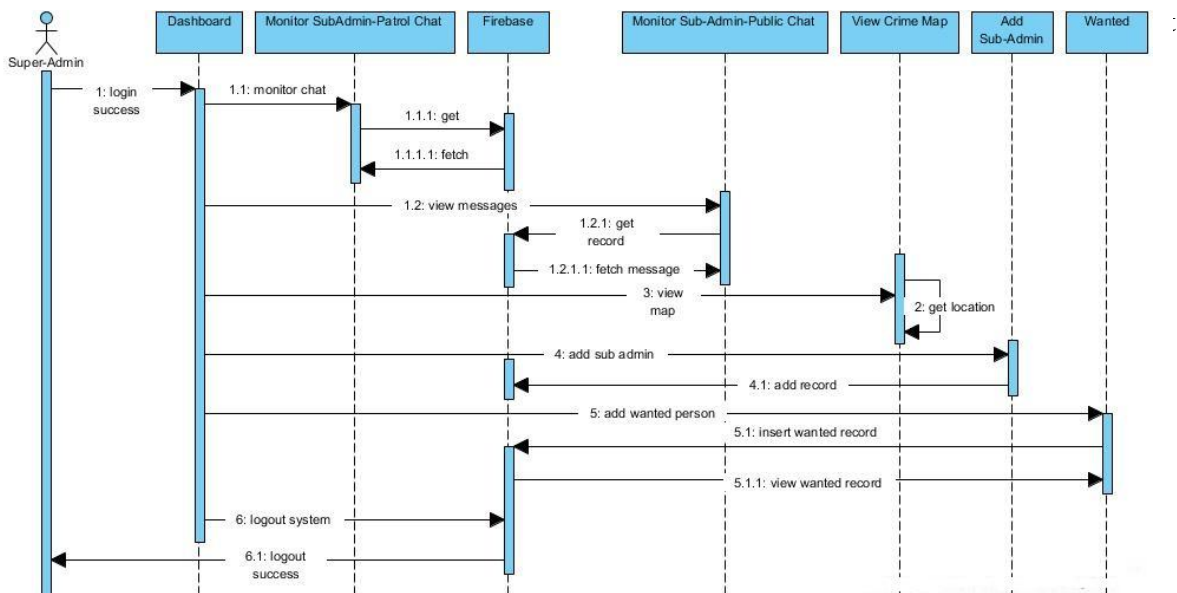 Dashboard
Monitor SubAdmin-Patrol Chat
Firebase
Monitor Sub-Admin-Public Chat
View Crime Map
Add
Sub-Admin
Wanted
Super-Admin
1: login
success
1.1: monitor chat
1.1.1: get
1.1.1.1: fetch
1.2: view messages
1.2.1: get
record
1.2.1.1: fetch message
3: view
map
2: get location
4: add sub admin
4.1: add record
5: add wanted person
5.1: insert wanted record
5.1.1: view wanted record
6: logout system
6.1: logout
success